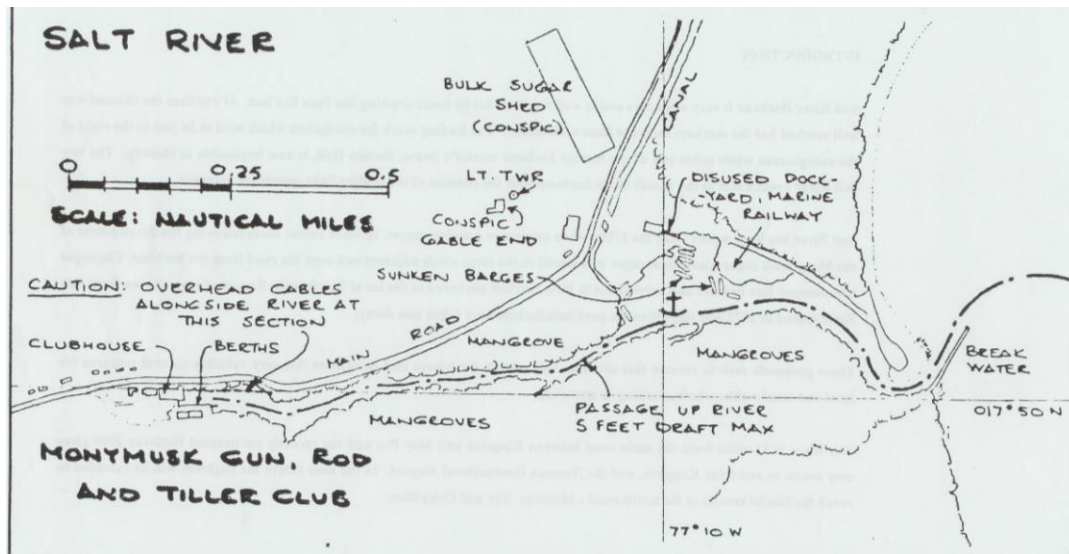 SALT RIVER
BULK SUGAR
SHED
(CONSPIC)
CANAL
0 0.25 0.5
SCALE: NAUTICAL MILES
LT. TWR
CONSPIC
GABLE END
DISUSED DOCK-
YARD, MARINE
RAILWAY
SUNKEN BARGES
CAUTION: OVERHEAD CABLES
ALONGSIDE RIVER AT
THIS SECTION
CLUBHOUSE
BERTHS
MAIN ROAD
MANGROVE
MANGROVES
BREAK
WATER
MANGROVES
PASSAGE UP RIVER
5 FEET DRAFT MAX
017° 50 N
MONYMUSK GUN, ROD
AND TILLER CLUB
77° 10 W